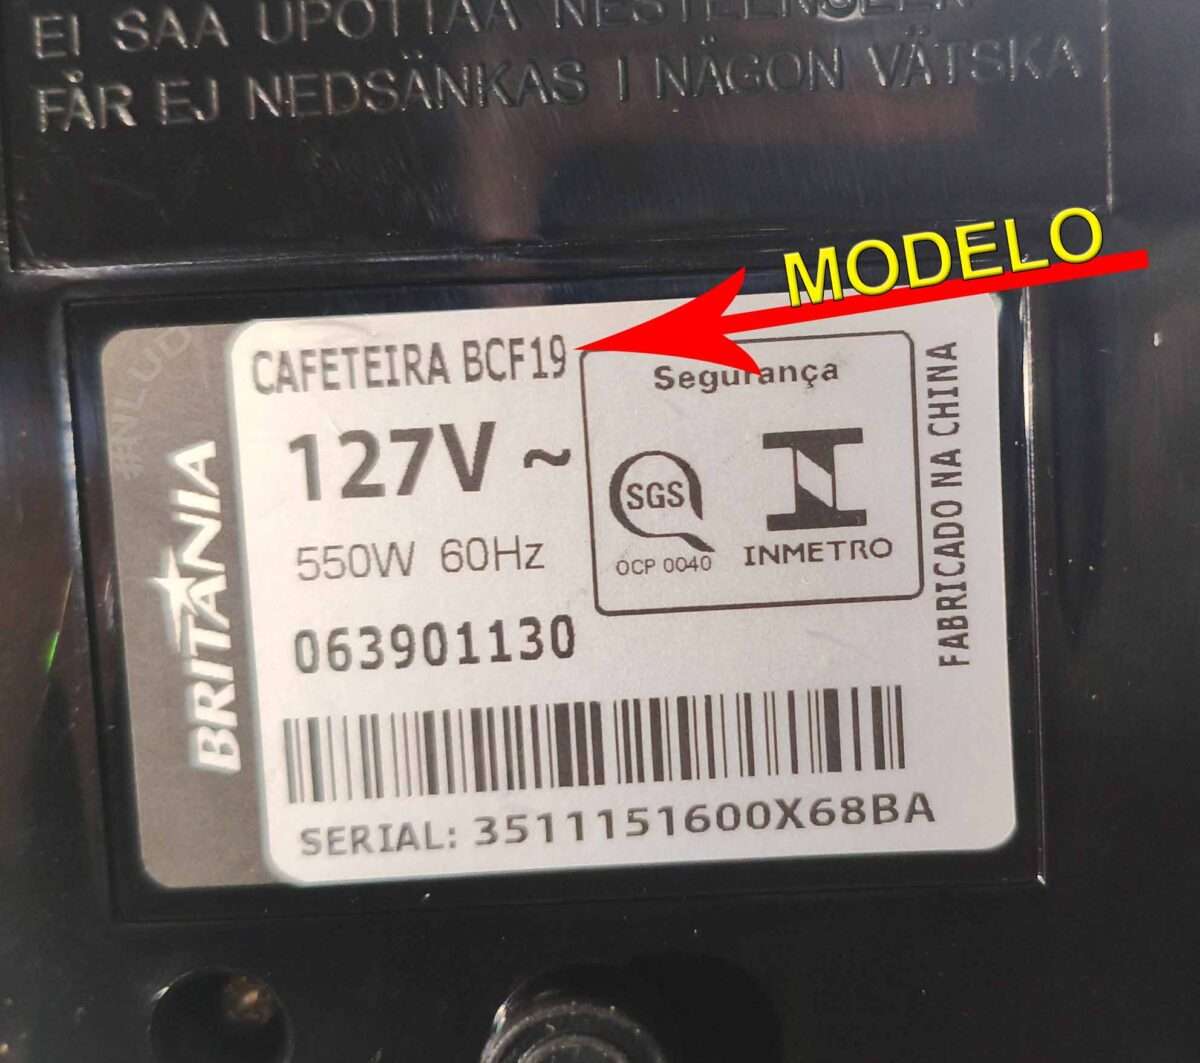 EI SAA UPOTTAA NESTEESEEN
FÅR EJ NEDSÄNKAS I NÅGON VÄTSKA
MODELO
CAFETEIRA BCF19
127V ~
550W 60Hz
063901130
Segurança
SGS
OCP 0040
INMETRO
FABRICADO NA CHINA
BRITANIA
SERIAL: 3511151600X68BA